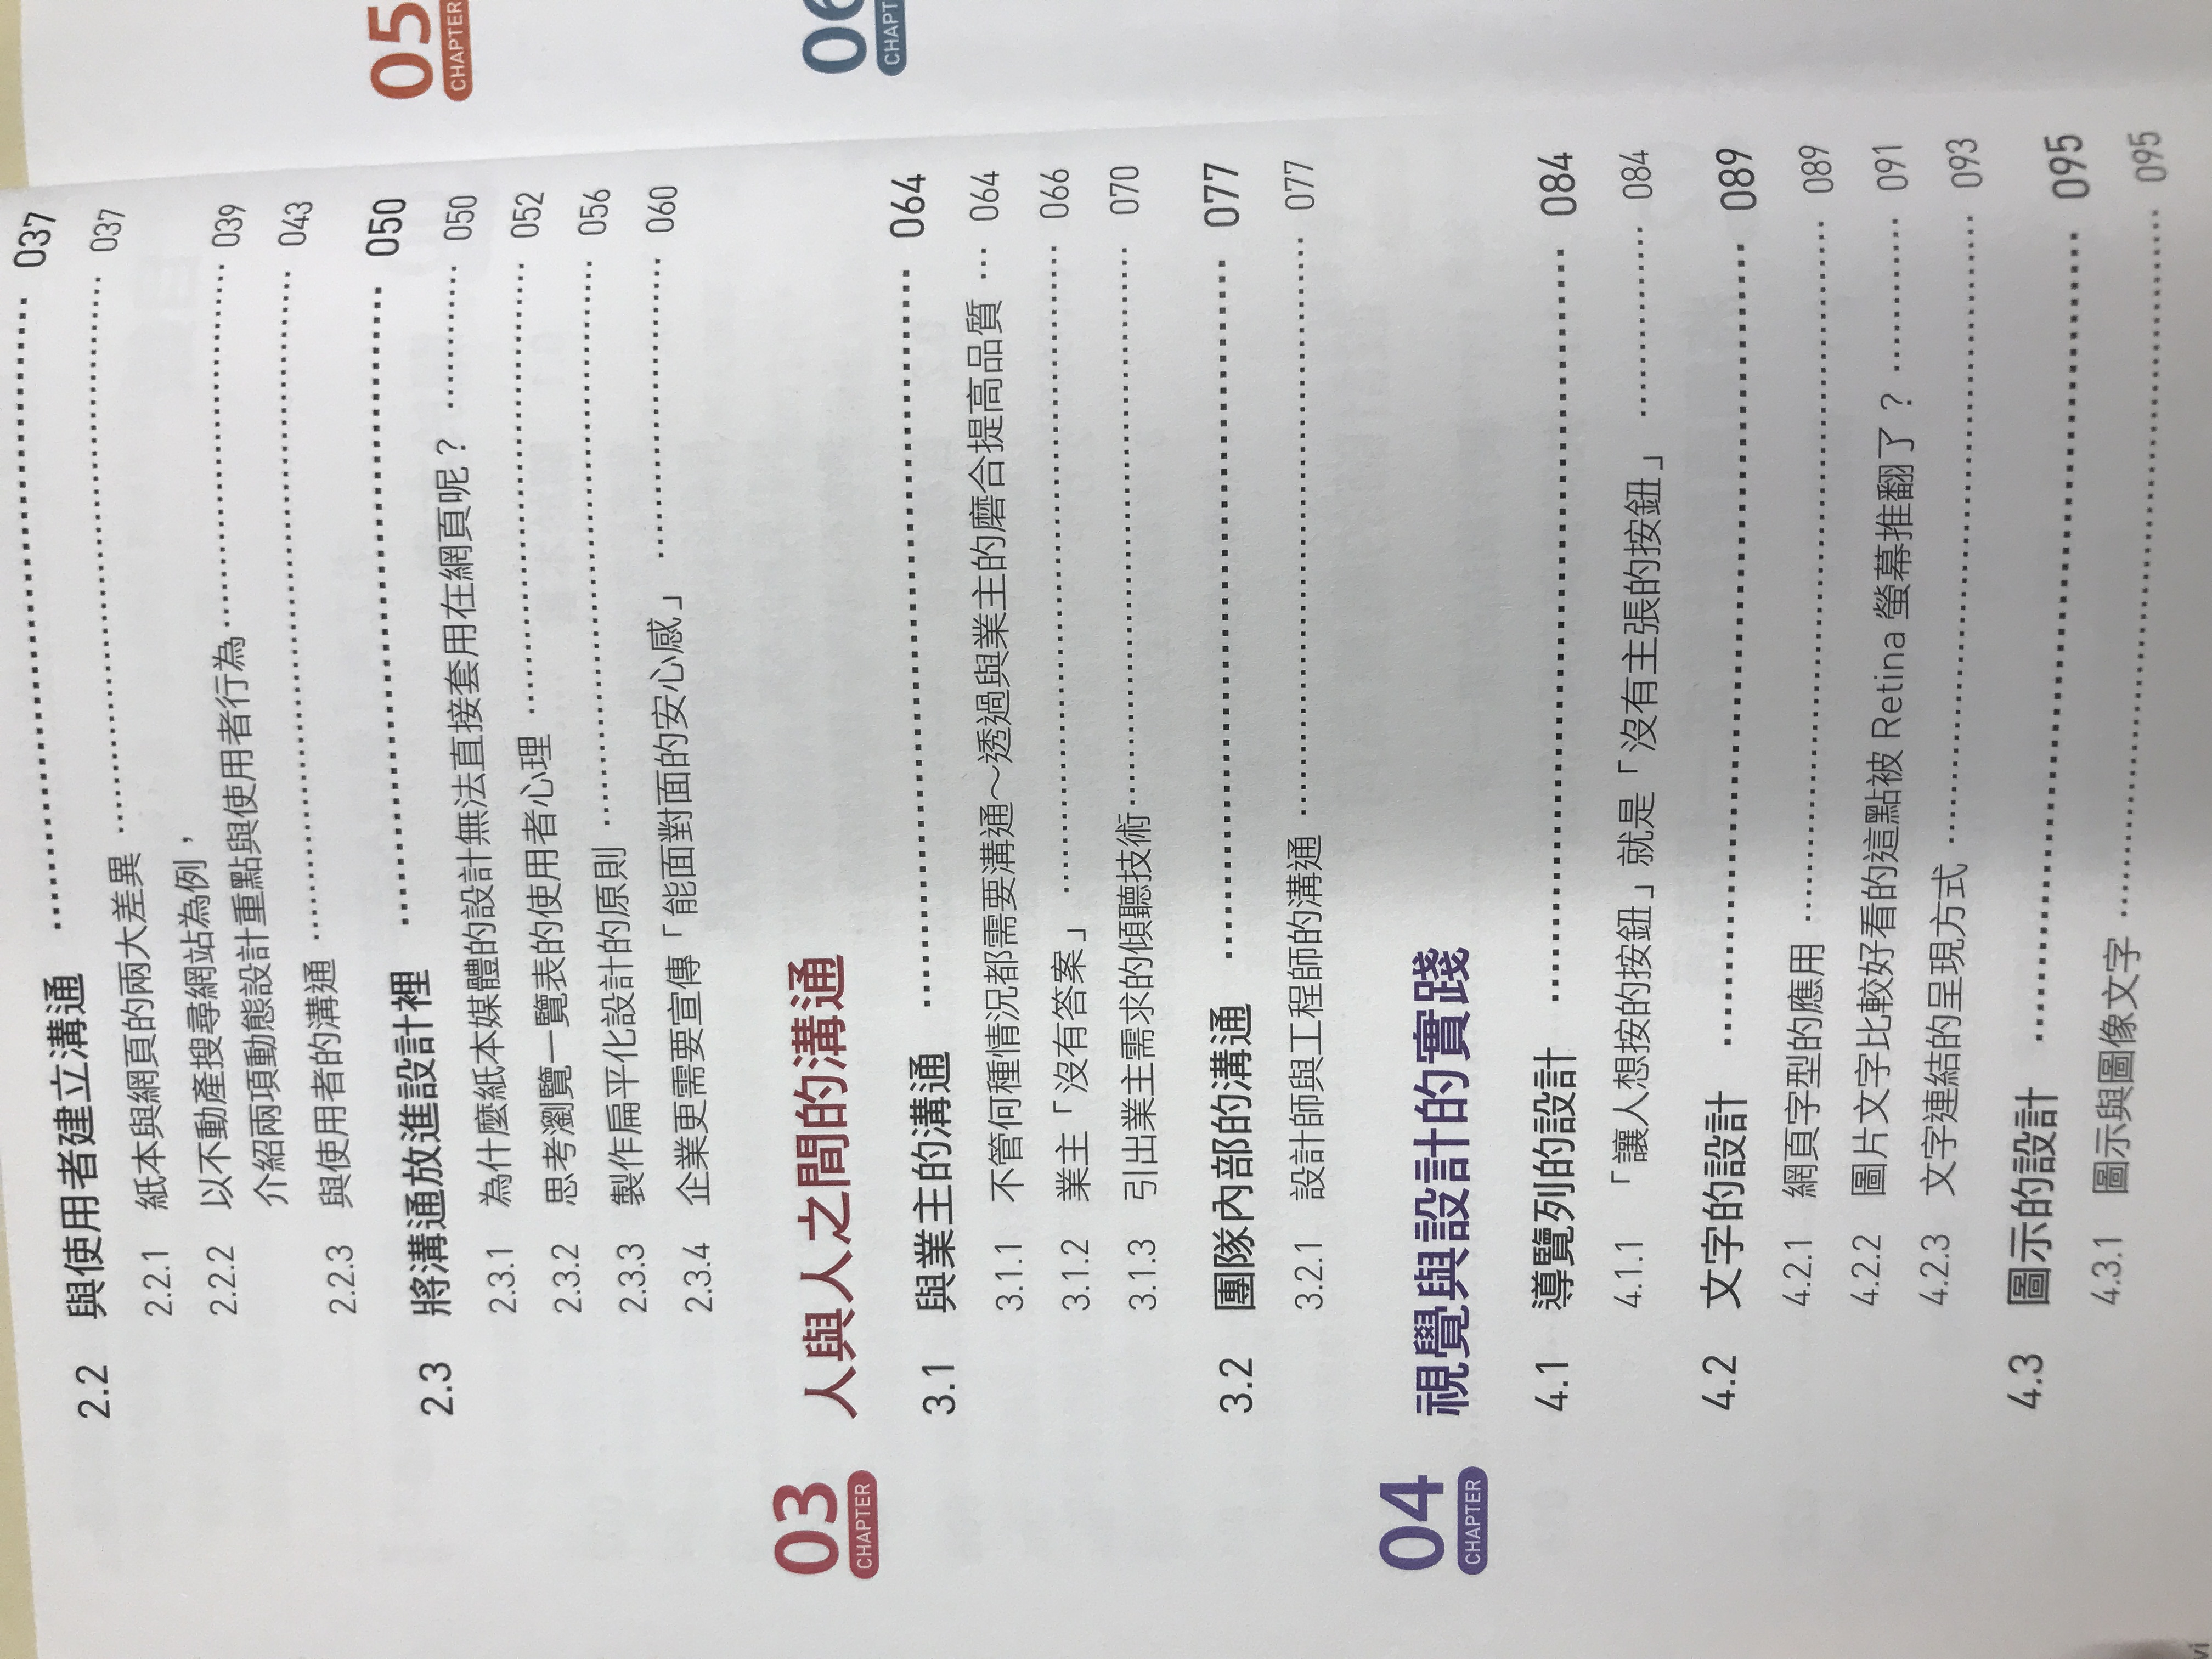 2.2 與使用者建立溝通 037
2.2.1 紙本與網頁的兩大差異 037
2.2.2 以不動產搜尋網站為例，
介紹兩項動態設計重點與使用者行為 039
2.2.3 與使用者的溝通 043
2.3 將溝通放進設計裡 050
2.3.1 為什麼紙本媒體的設計無法直接套用在網頁呢？ 050
2.3.2 思考瀏覽一覽表的使用者心理 052
2.3.3 製作扁平化設計的原則 056
2.3.4 企業更需要宣傳「能面對面的安心感」 060
03 CHAPTER 人與人之間的溝通
3.1 與業主的溝通 064
3.1.1 不管何種情況都需要溝通～透過與業主的磨合提高品質 064
3.1.2 業主「沒有答案」 066
3.1.3 引出業主需求的傾聽技術 070
3.2 團隊內部的溝通 077
3.2.1 設計師與工程師的溝通 077
04 CHAPTER 視覺與設計的實踐
4.1 導覽列的設計 084
4.1.1 「讓人想按的按鈕」就是「沒有主張的按鈕」 084
4.2 文字的設計 089
4.2.1 網頁字型的應用 089
4.2.2 圖片文字比較好看的這點被 Retina 螢幕推翻了？ 091
4.2.3 文字連結的呈現方式 093
4.3 圖示的設計 095
4.3.1 圖示與圖像文字 095
vi
05
CHAPTER
06
CHAPT